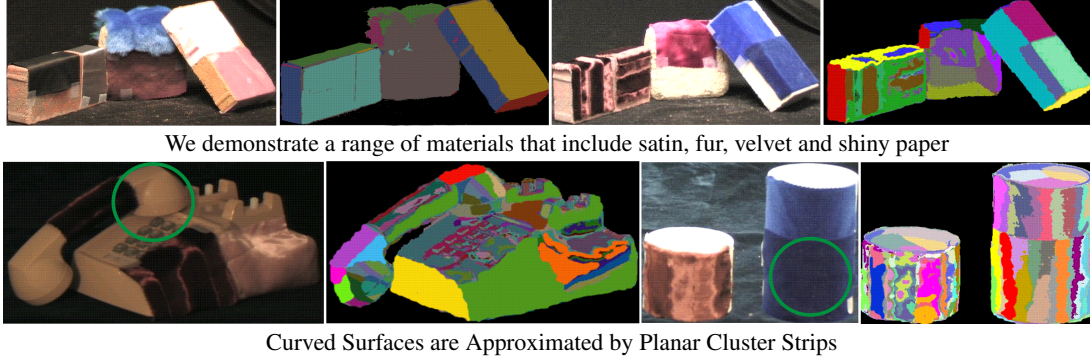 We demonstrate a range of materials that include satin, fur, velvet and shiny paper
Curved Surfaces are Approximated by Planar Cluster Strips